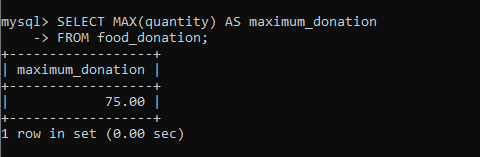 mysql> SELECT MAX(quantity) AS maximum_donation
    -> FROM food_donation;
+------------------+
| maximum_donation |
+------------------+
|            75.00 |
+------------------+
1 row in set (0.00 sec)